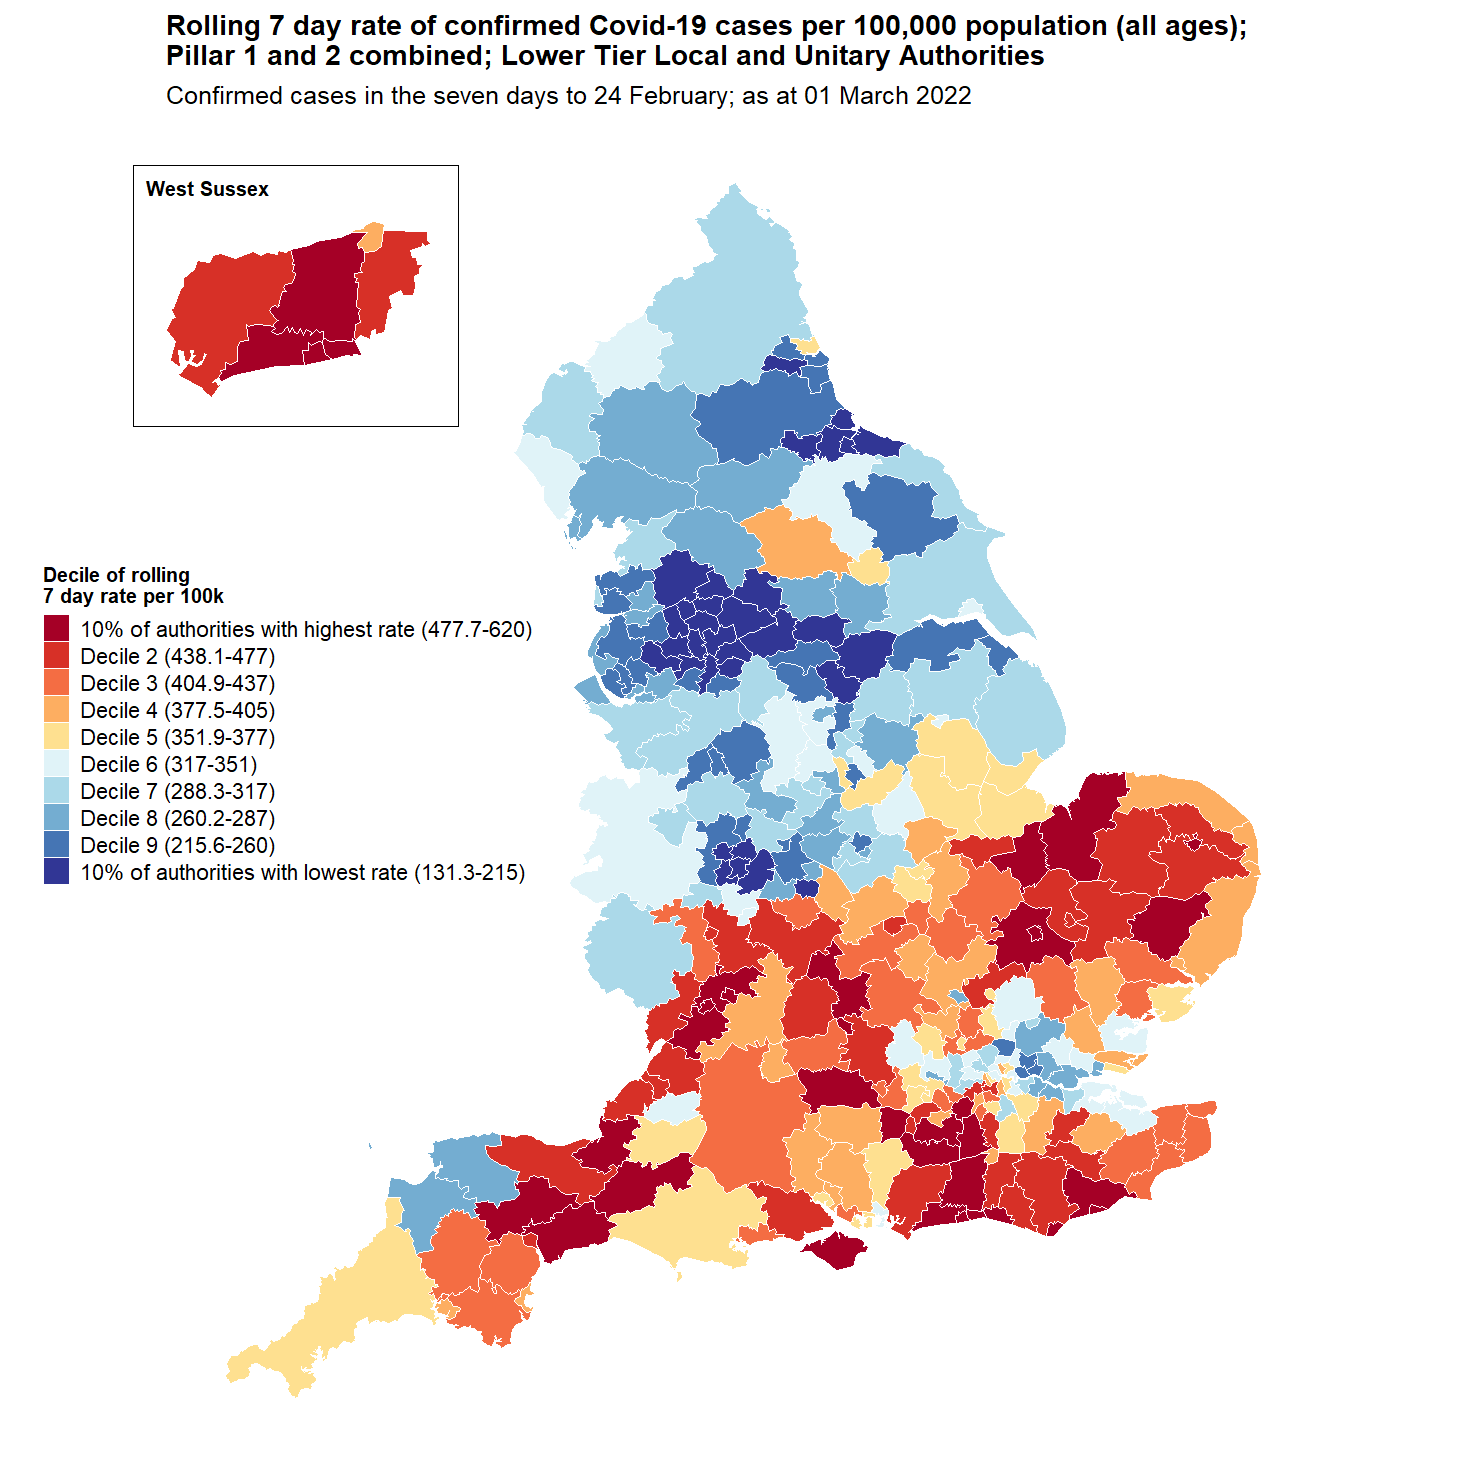 Rolling 7 day rate of confirmed Covid-19 cases per 100,000 population (all ages);
Pillar 1 and 2 combined; Lower Tier Local and Unitary Authorities
Confirmed cases in the seven days to 24 February; as at 01 March 2022
West Sussex
Decile of rolling
7 day rate per 100k
10% of authorities with highest rate (477.7-620)
Decile 2 (438.1-477)
Decile 3 (404.9-437)
Decile 4 (377.5-405)
Decile 5 (351.9-377)
Decile 6 (317-351)
Decile 7 (288.3-317)
Decile 8 (260.2-287)
Decile 9 (215.6-260)
10% of authorities with lowest rate (131.3-215)